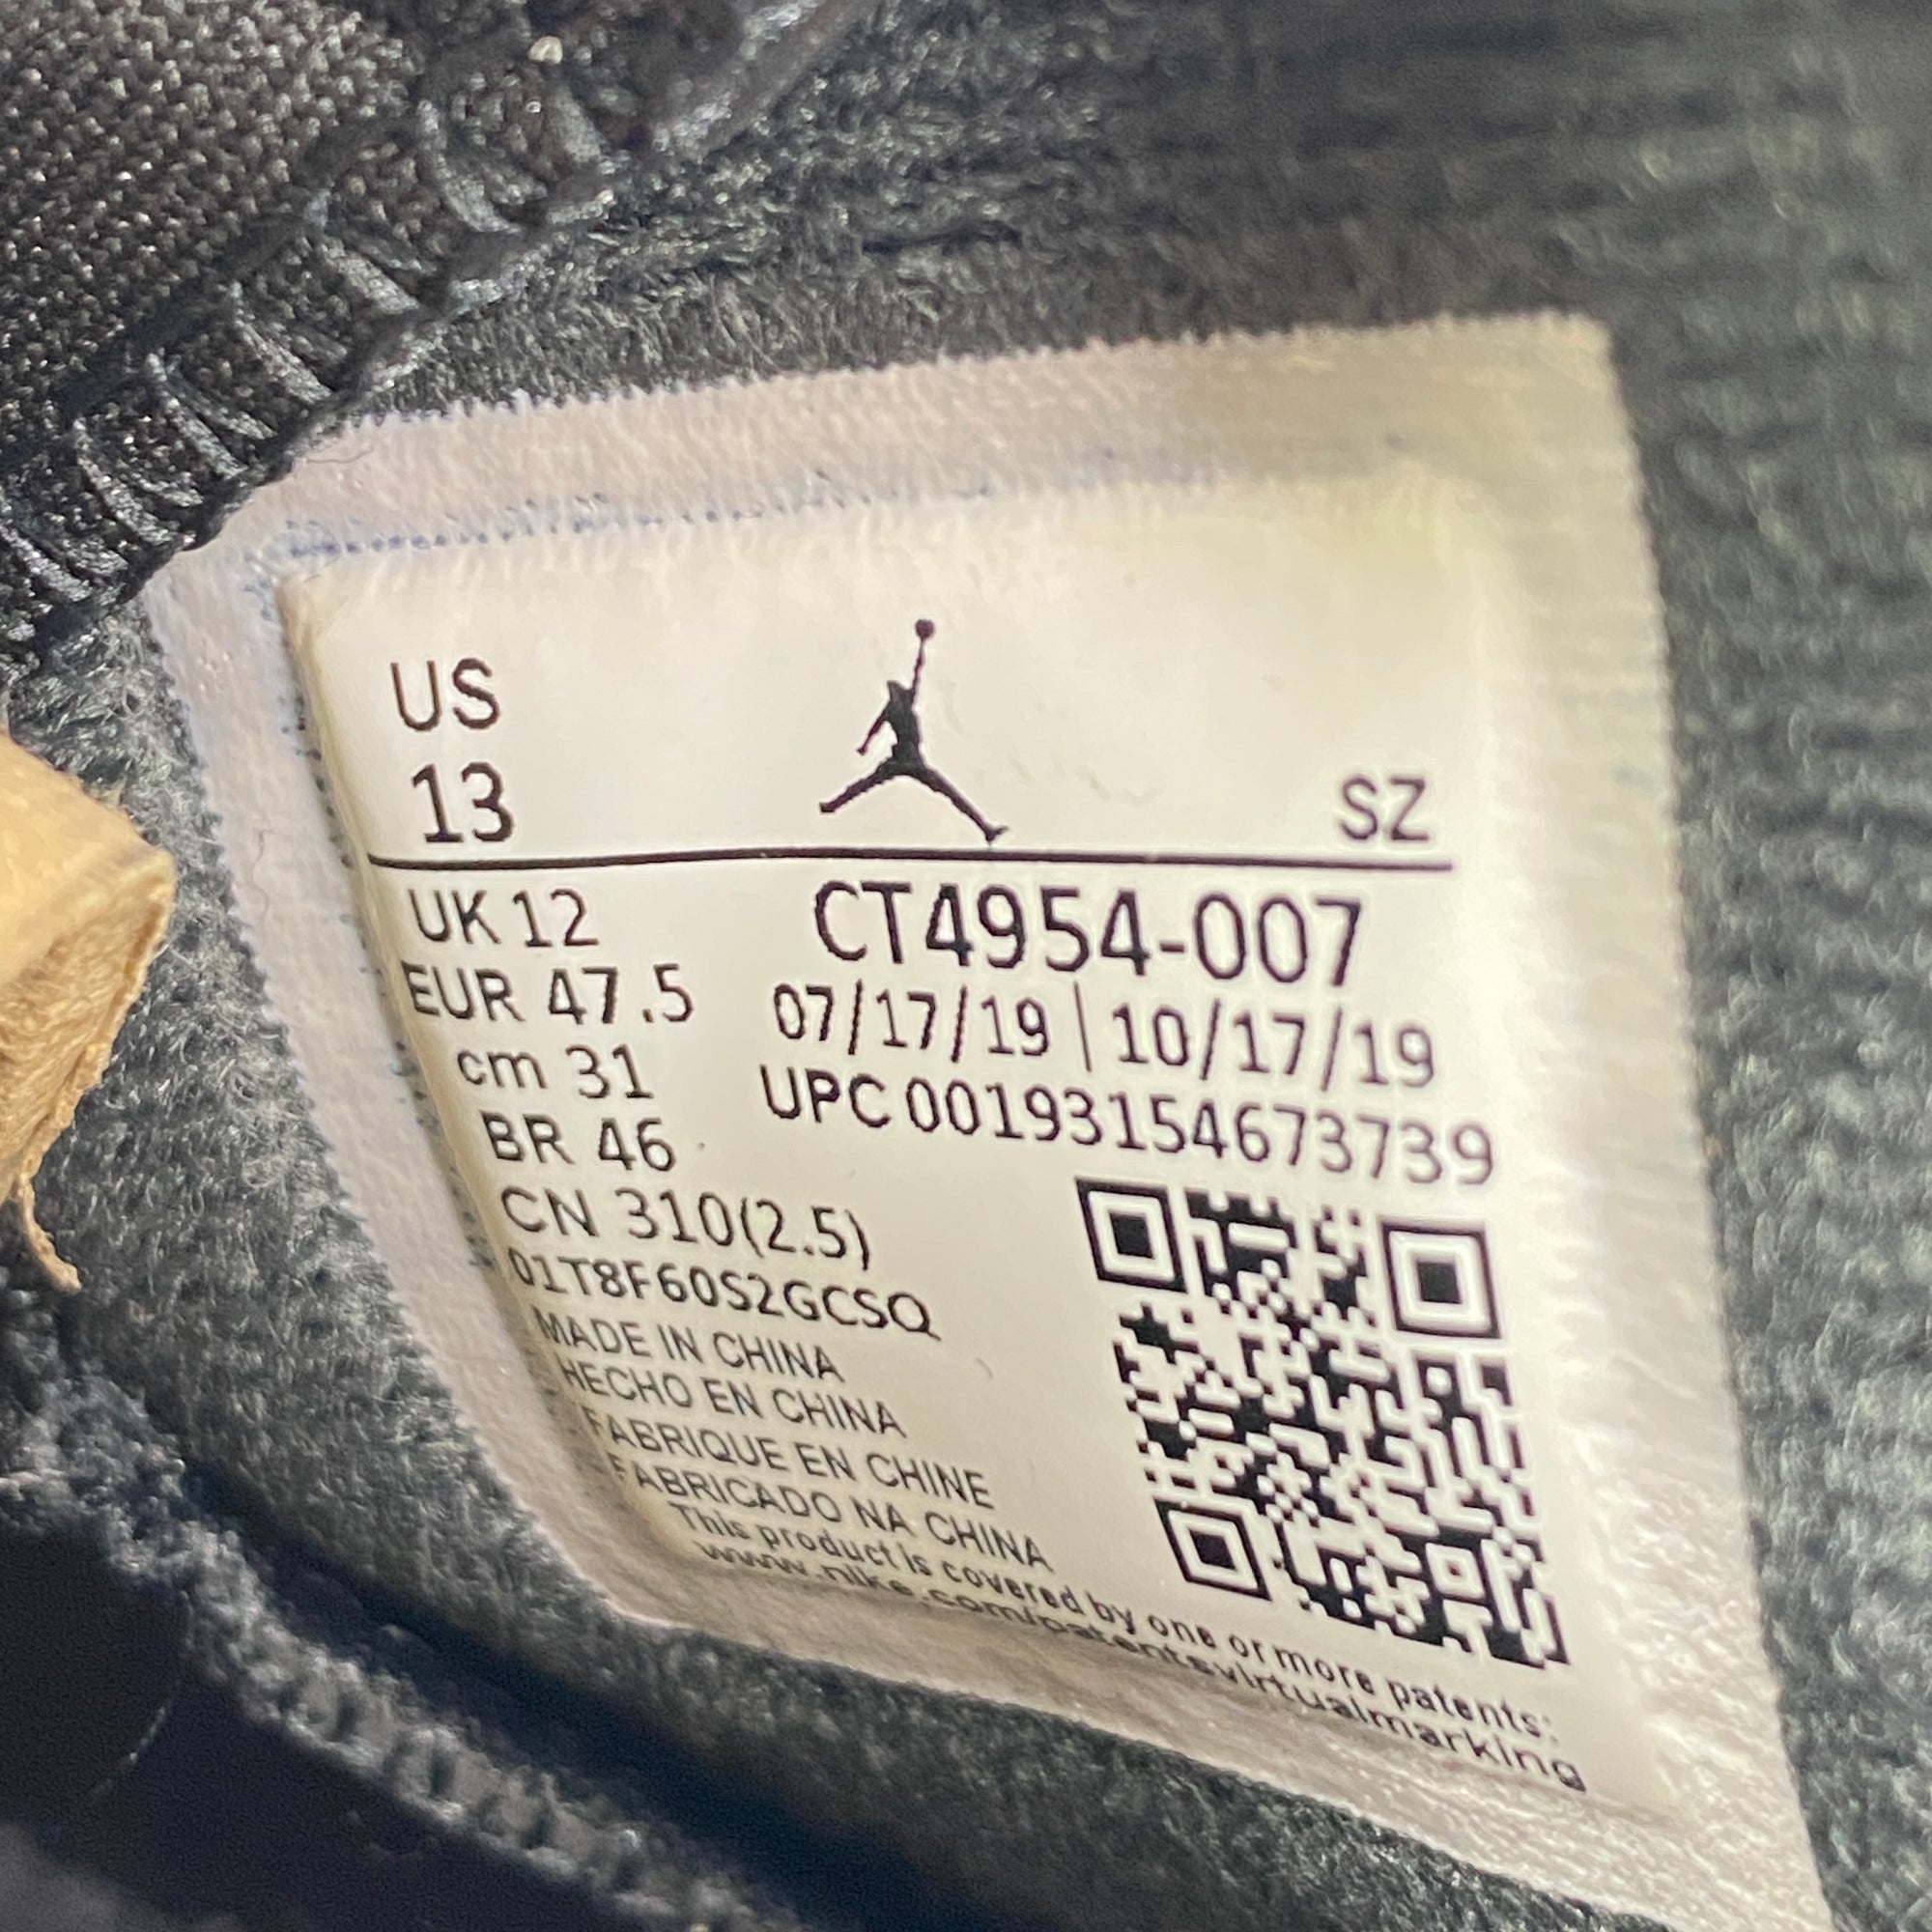 US
13
SZ
UK 12
CT4954-007
EUR 47.5
07/17/19 | 10/17/19
cm 31
UPC 00193154673739
BR 46
CN 310(2.5)
01T8F60S2GCSQ
MADE IN CHINA
HECHO EN CHINA
FABRIQUE EN CHINE
FABRICADO NA CHINA
This product is covered by one or more patents:
www.nike.com/patentsvirtualmarking